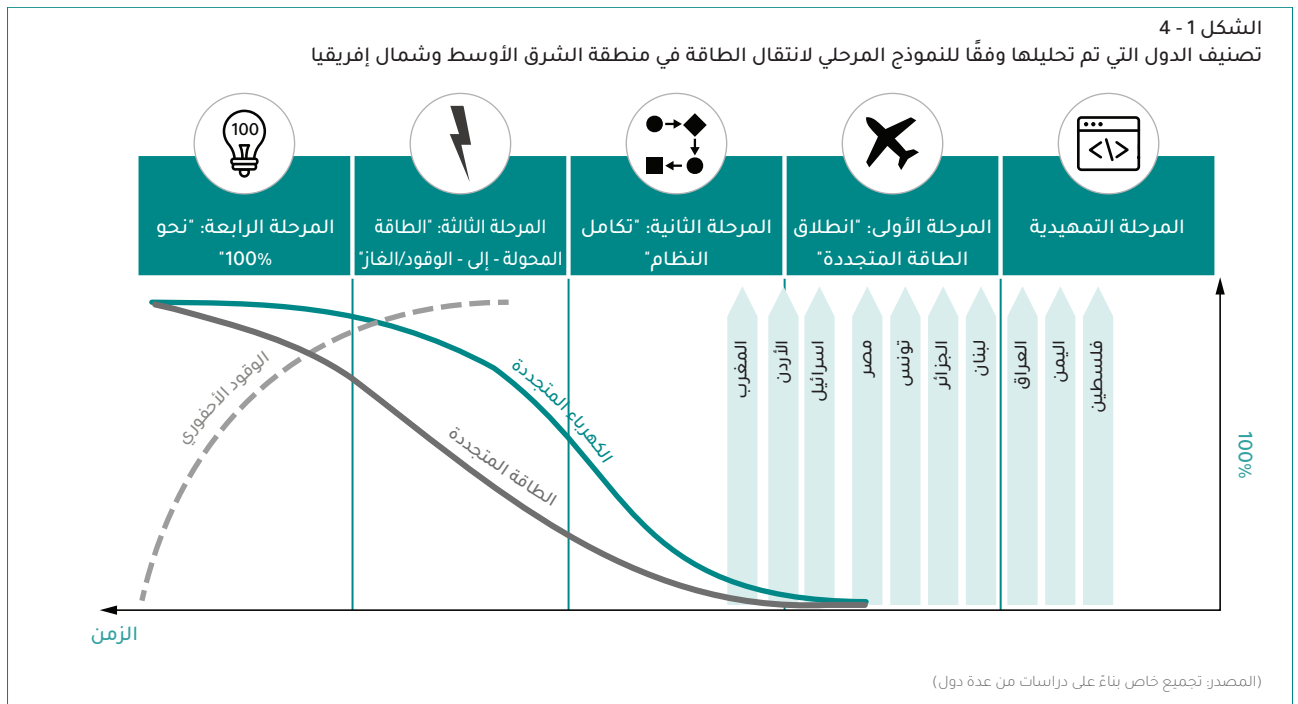 الشكل 1 - 4
تصنيف الدول التي تم تحليلها وفقًا للنموذج المرحلي لانتقال الطاقة في منطقة الشرق الأوسط وشمال إفريقيا
</>
100
المرحلة التمهيدية
المرحلة الأولى: "انطلاق
الطاقة المتجددة"
المرحلة الثانية: "تكامل
النظام"
المرحلة الثالثة: "الطاقة
المحولة - إلى - الوقود/الغاز"
المرحلة الرابعة: "نحو
100%"
فلسطين
اليمن
العراق
لبنان
الجزائر
تونس
مصر
اسرائيل
الأردن
المغرب
الكهرباء المتجددة
الطاقة المتجددة
الوقود الأحفوري
100%
الزمن
(المصدر: تجميع خاص بناءً على دراسات من عدة دول)